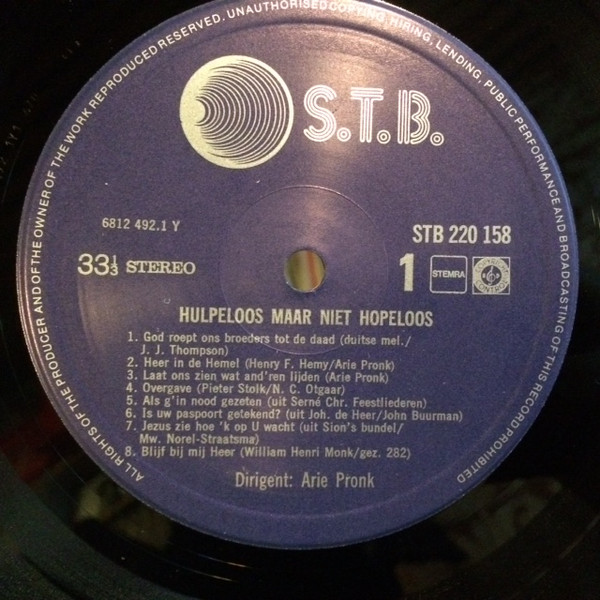 ALL RIGHTS OF THE PRODUCER AND OF THE OWNER OF THE WORK REPRODUCED RESERVED. UNAUTHORISED COPYING, HIRING, LENDING, PUBLIC PERFORMANCE AND BROADCASTING OF THIS RECORD PROHIBITED
S.T.B.
6812 492.1 Y
STB 220 158
33⅓ STEREO
1
STEMRA
HULPELOOS MAAR NIET HOPELOOS
1. God roept ons broeders tot de daad (duitse mel./
J. J. Thompson)
2. Heer in de Hemel (Henry F. Hemy/Arie Pronk)
3. Laat ons zien wat and'ren lijden (Arie Pronk)
4. Overgave (Pieter Stolk/N. C. Otgaar)
5. Als g'in nood gezeten (uit Serné Chr. Feestliederen)
6. Is uw paspoort getekend? (uit Joh. de Heer/John Buurman)
7. Jezus zie hoe 'k op U wacht (uit Sion's bundel/
Mw. Norel-Straatsma)
8. Blijf bij mij Heer (William Henri Monk/gez. 282)
Dirigent: Arie Pronk